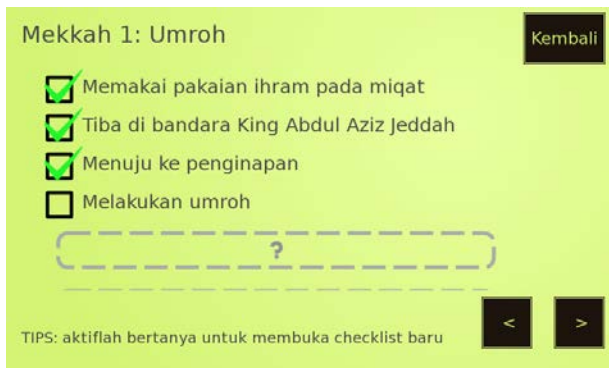 Mekkah 1: Umroh
Kembali
Memakai pakaian ihram pada miqat
Tiba di bandara King Abdul Aziz Jeddah
Menuju ke penginapan
Melakukan umroh
?
< >
TIPS: aktiflah bertanya untuk membuka checklist baru